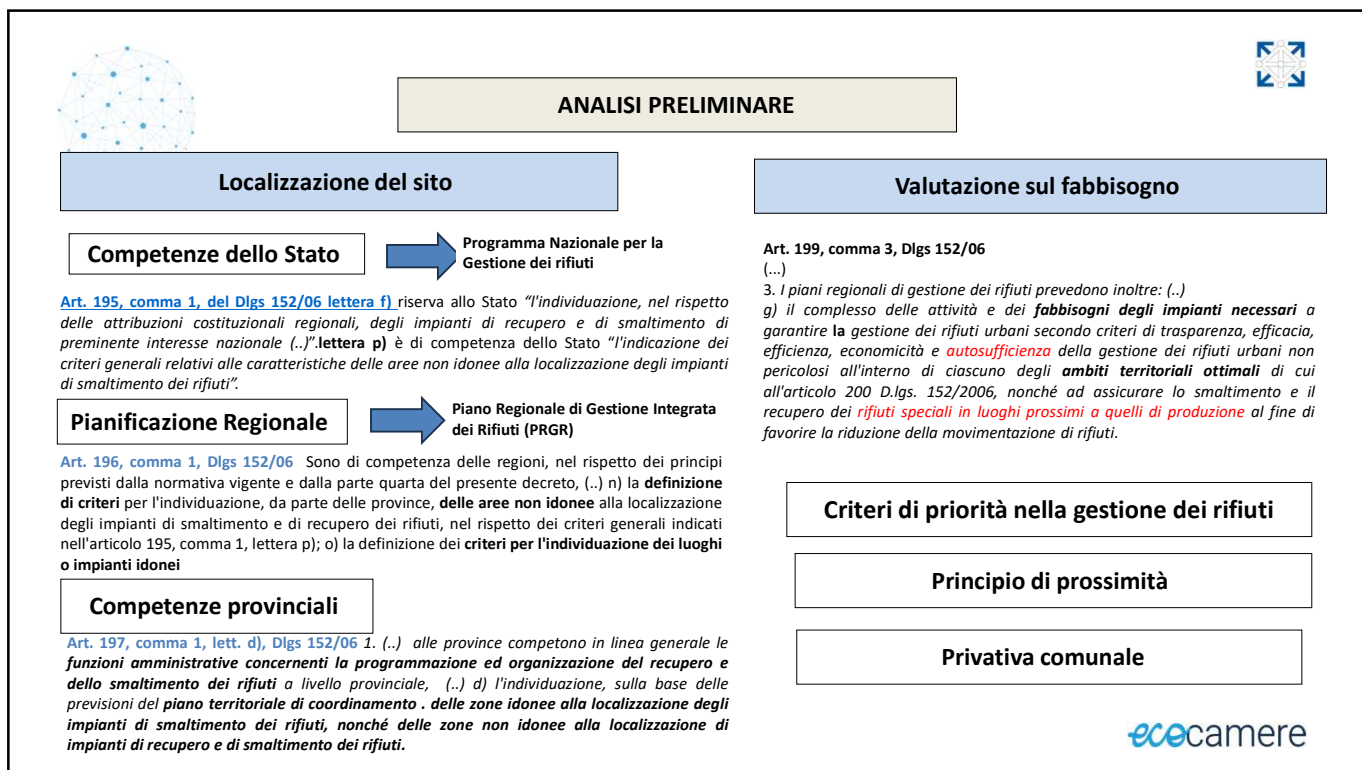 ANALISI PRELIMINARE
Localizzazione del sito
Competenze dello Stato
Programma Nazionale per la
Gestione dei rifiuti
Art. 195, comma 1, del Dlgs 152/06 lettera f) riserva allo Stato “l'individuazione, nel rispetto
delle attribuzioni costituzionali regionali, degli impianti di recupero e di smaltimento di
preminente interesse nazionale (..)”.lettera p) è di competenza dello Stato “l'indicazione dei
criteri generali relativi alle caratteristiche delle aree non idonee alla localizzazione degli impianti
di smaltimento dei rifiuti”.
Pianificazione Regionale
Piano Regionale di Gestione Integrata
dei Rifiuti (PRGR)
Art. 196, comma 1, Dlgs 152/06 Sono di competenza delle regioni, nel rispetto dei principi
previsti dalla normativa vigente e dalla parte quarta del presente decreto, (..) n) la definizione
di criteri per l'individuazione, da parte delle province, delle aree non idonee alla localizzazione
degli impianti di smaltimento e di recupero dei rifiuti, nel rispetto dei criteri generali indicati
nell'articolo 195, comma 1, lettera p); o) la definizione dei criteri per l'individuazione dei luoghi
o impianti idonei
Competenze provinciali
Art. 197, comma 1, lett. d), Dlgs 152/06 1. (..) alle province competono in linea generale le
funzioni amministrative concernenti la programmazione ed organizzazione del recupero e
dello smaltimento dei rifiuti a livello provinciale, (..) d) l'individuazione, sulla base delle
previsioni del piano territoriale di coordinamento . delle zone idonee alla localizzazione degli
impianti di smaltimento dei rifiuti, nonché delle zone non idonee alla localizzazione di
impianti di recupero e di smaltimento dei rifiuti.
Valutazione sul fabbisogno
Art. 199, comma 3, Dlgs 152/06
(...)
3. I piani regionali di gestione dei rifiuti prevedono inoltre: (..)
g) il complesso delle attività e dei fabbisogni degli impianti necessari a
garantire la gestione dei rifiuti urbani secondo criteri di trasparenza, efficacia,
efficienza, economicità e autosufficienza della gestione dei rifiuti urbani non
pericolosi all'interno di ciascuno degli ambiti territoriali ottimali di cui
all'articolo 200 D.lgs. 152/2006, nonché ad assicurare lo smaltimento e il
recupero dei rifiuti speciali in luoghi prossimi a quelli di produzione al fine di
favorire la riduzione della movimentazione di rifiuti.
Criteri di priorità nella gestione dei rifiuti
Principio di prossimità
Privativa comunale
ecocamere